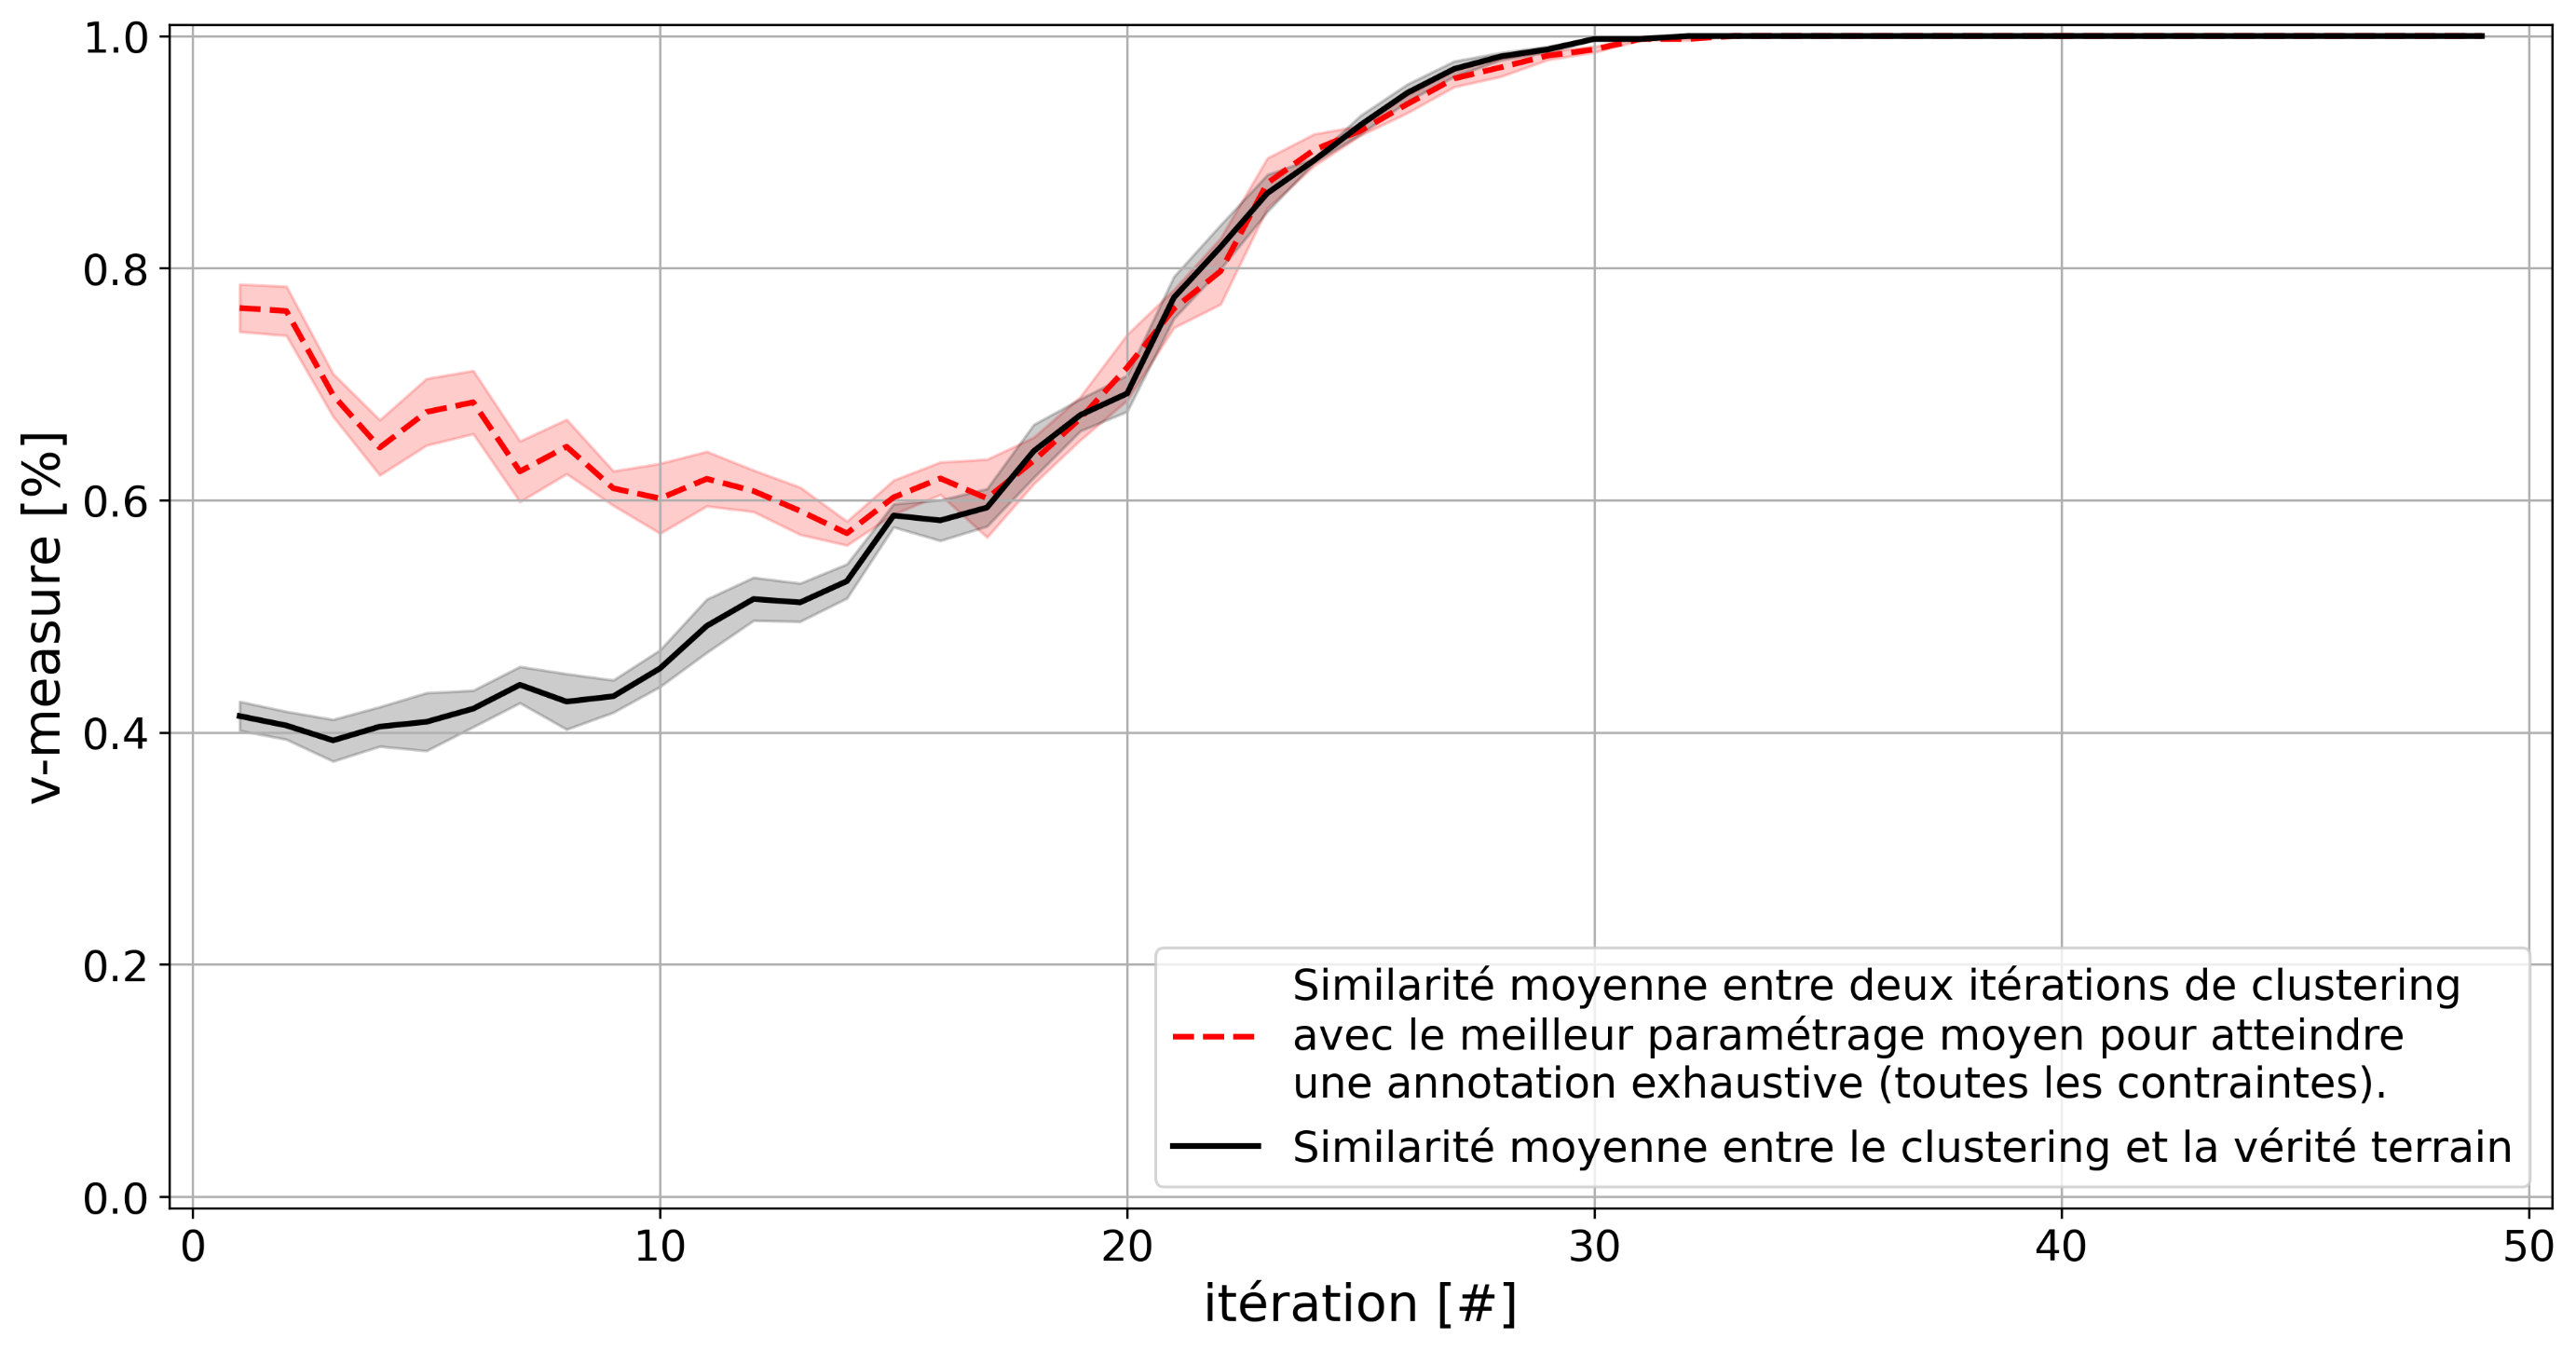 1.0
0.8
0.6
0.4
0.2
0.0
v-measure [%]
0 10 20 30 40 50
itération [#]
Similarité moyenne entre deux itérations de clustering
avec le meilleur paramétrage moyen pour atteindre
une annotation exhaustive (toutes les contraintes).
Similarité moyenne entre le clustering et la vérité terrain